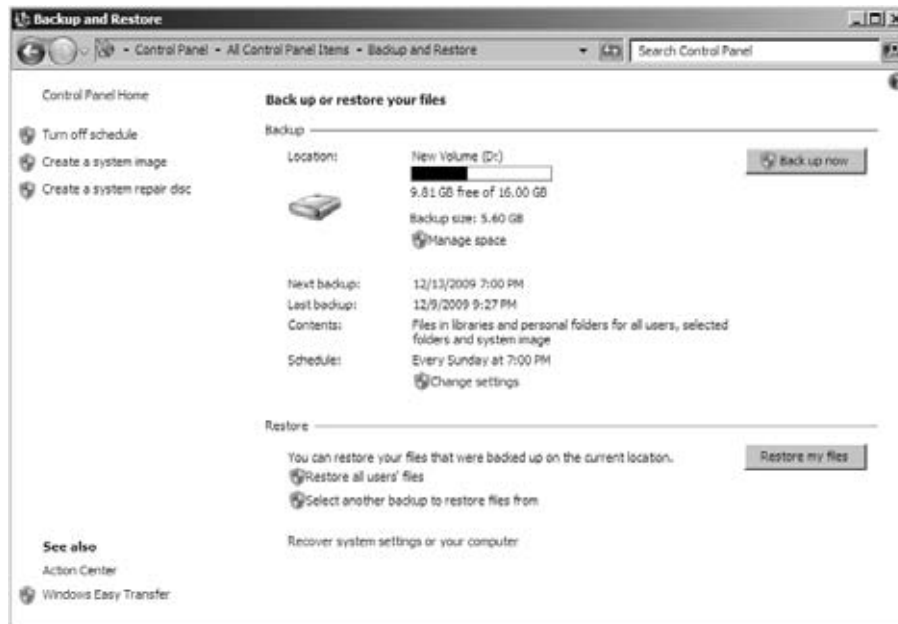 Backup and Restore
Control Panel
All Control Panel Items
Backup and Restore
Search Control Panel
Control Panel Home
Turn off schedule
Create a system image
Create a system repair disc
See also
Action Center
Windows Easy Transfer
Back up or restore your files
Backup
Location:
New Volume (D:)
9.81 GB free of 16.00 GB
Backup size: 5.60 GB
Manage space
Back up now
Next backup:
12/13/2009 7:00 PM
Last backup:
12/9/2009 9:27 PM
Contents:
Files in libraries and personal folders for all users, selected
folders and system image
Schedule:
Every Sunday at 7:00 PM
Change settings
Restore
You can restore your files that were backed up on the current location.
Restore my files
Restore all users' files
Select another backup to restore files from
Recover system settings or your computer